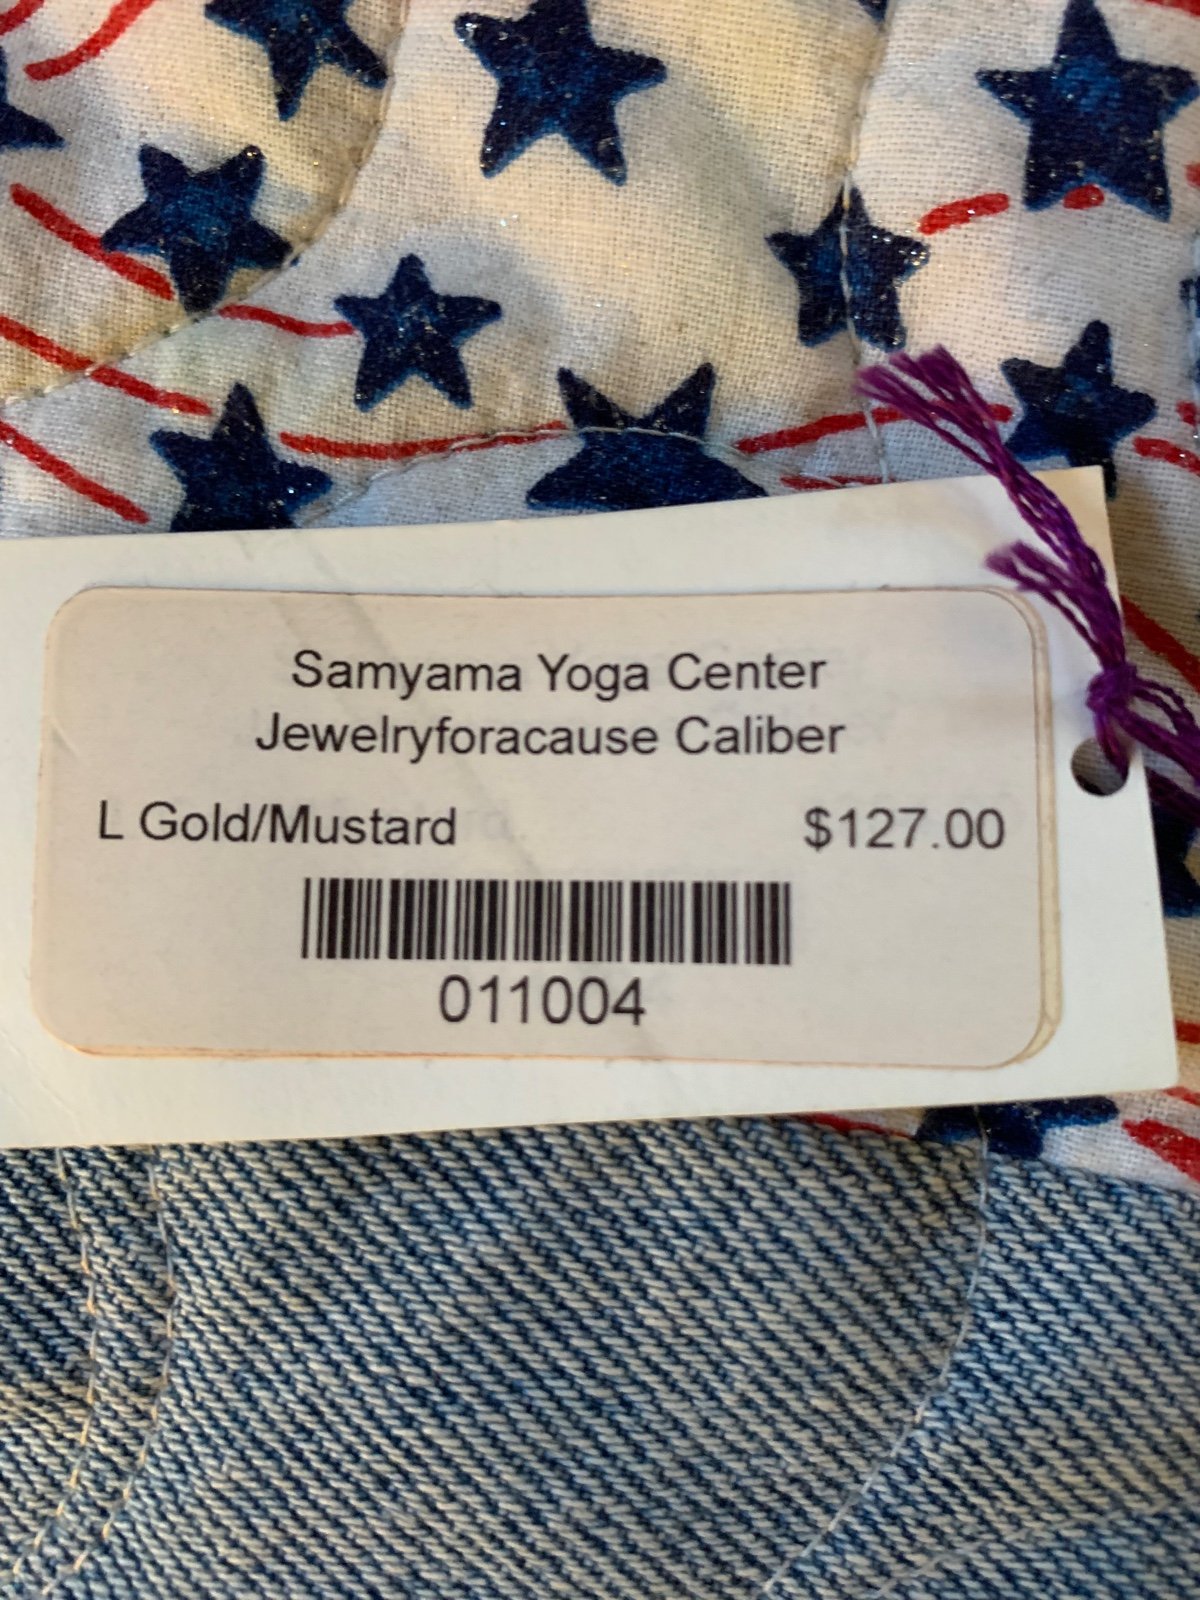 Samyama Yoga Center
Jewelryforacause Caliber
L Gold/Mustard $127.00
011004